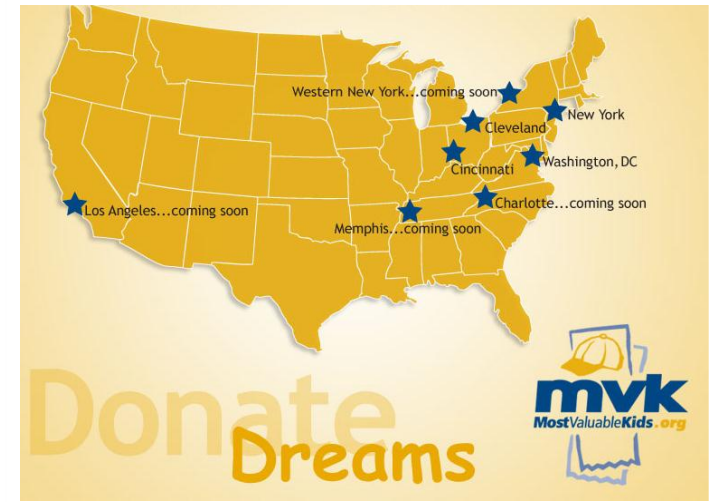 Western New York...coming soon
New York
Cleveland
Cincinnati
Washington, DC
Los Angeles...coming soon
Charlotte...coming soon
Memphis...coming soon
Donate
Dreams
mvk
MostValuableKids.org